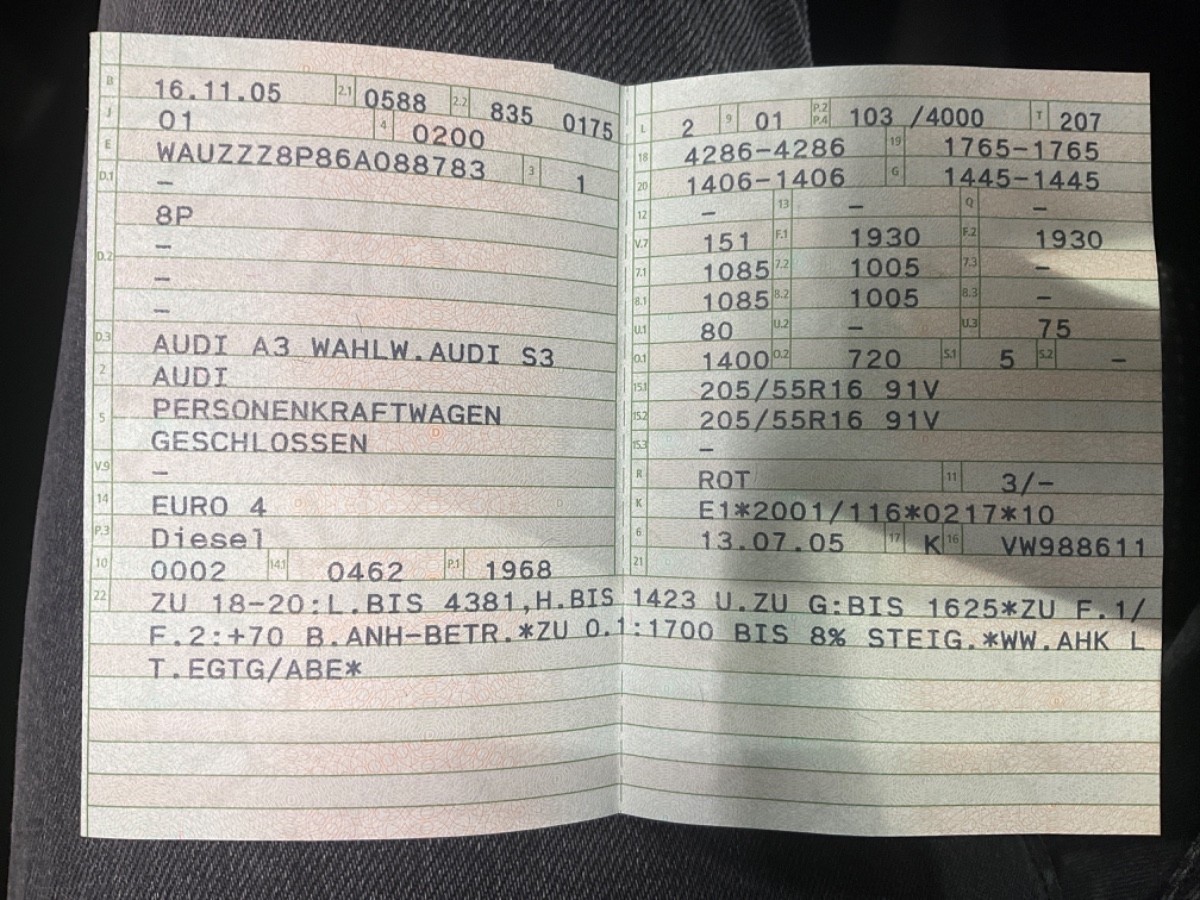 B 16.11.05 2.1 0588 2.2 835 0175
J 01 4 0200
E WAUZZZ8P86A088783 3 1
D.1 –
8P
–
D.2 –
–
D.3 AUDI A3 WAHLW.AUDI S3
2 AUDI
5 PERSONENKRAFTWAGEN
GESCHLOSSEN
V.9 –
14 EURO 4
P.3 Diesel
10 0002 14.1 0462 P.1 1968
L 2 9 01 P.2 P.4 103 /4000 T 207
18 4286–4286 19 1765–1765
20 1406–1406 G 1445–1445
12 – 13 – Q –
V.7 151 F.1 1930 F.2 1930
7.1 1085 7.2 1005 7.3 –
8.1 1085 8.2 1005 8.3 –
U.1 80 U.2 – U.3 75
O.1 1400 O.2 720 S.1 5 S.2 –
15.1 205/55R16 91V
15.2 205/55R16 91V
15.3 –
R ROT 11 3/–
K E1*2001/116*0217*10
6 13.07.05 17 K 16 VW988611
21
22 ZU 18–20:L.BIS 4381,H.BIS 1423 U.ZU G:BIS 1625*ZU F.1/
F.2:+70 B.ANH–BETR.*ZU O.1:1700 BIS 8% STEIG.*WW.AHK L
T.EGTG/ABE*